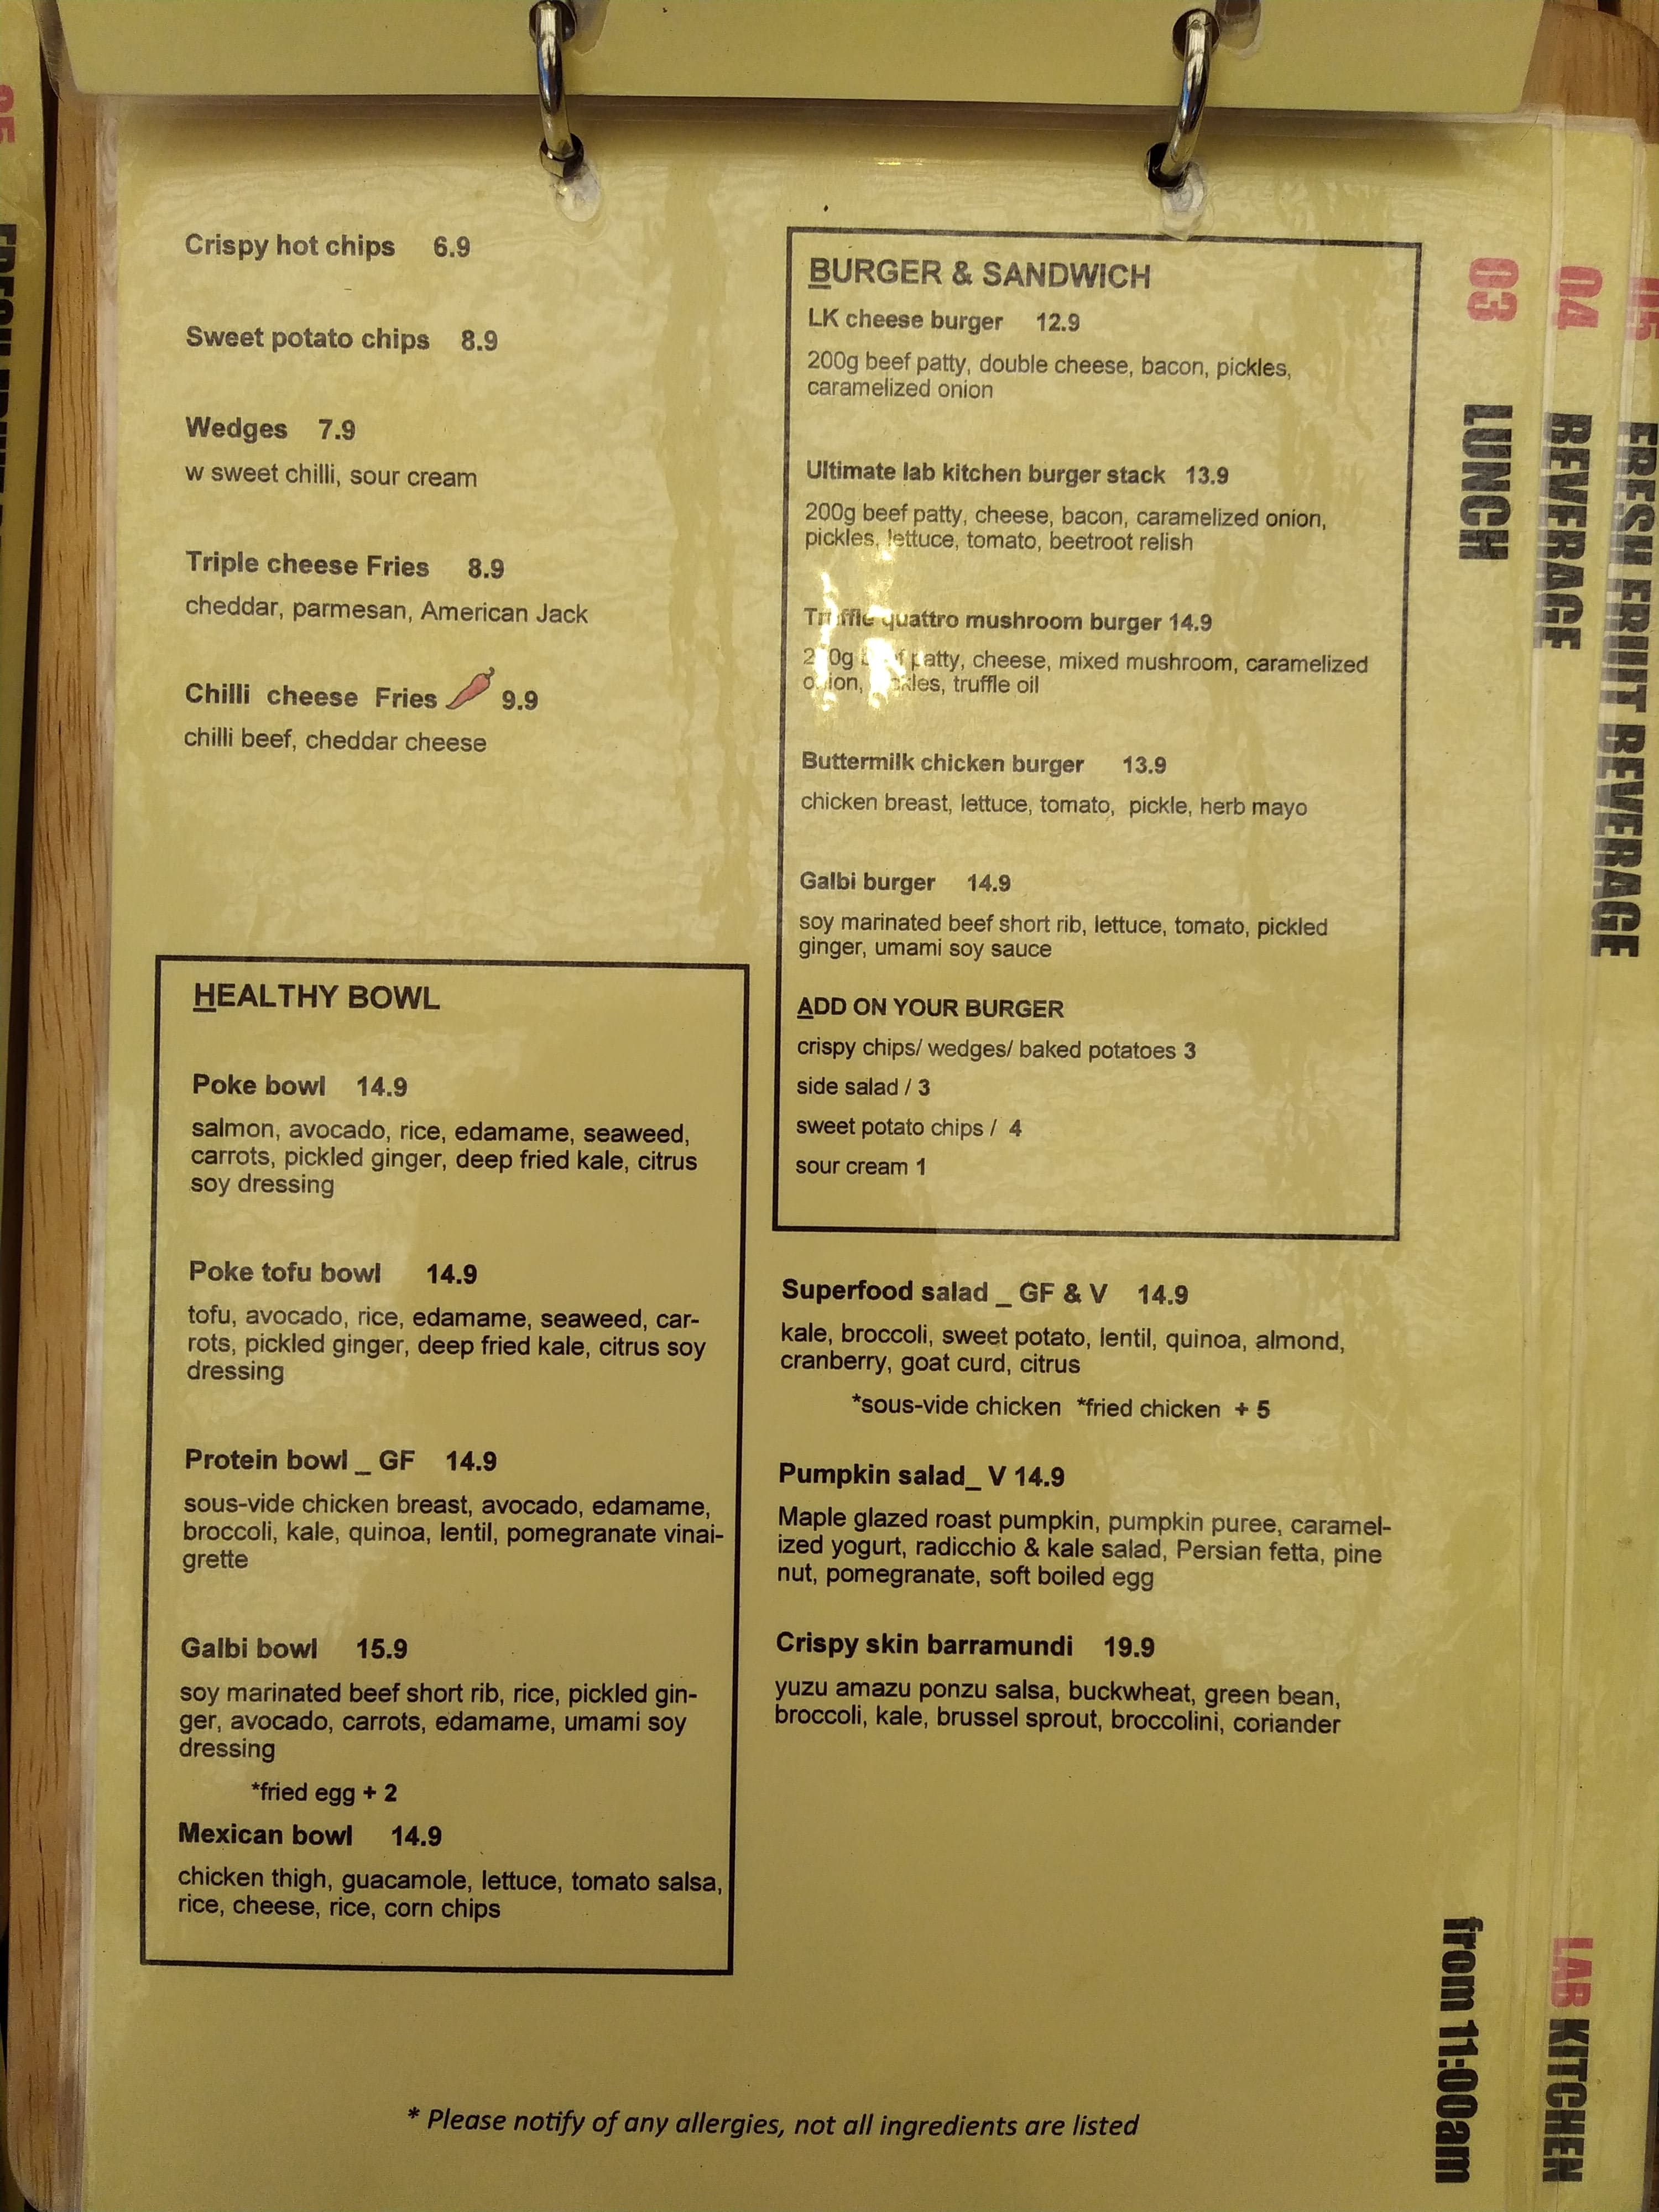 Crispy hot chips 6.9
Sweet potato chips 8.9
Wedges 7.9
w sweet chilli, sour cream
Triple cheese Fries 8.9
cheddar, parmesan, American Jack
Chilli cheese Fries 9.9
chilli beef, cheddar cheese
HEALTHY BOWL
Poke bowl 14.9
salmon, avocado, rice, edamame, seaweed,
carrots, pickled ginger, deep fried kale, citrus
soy dressing
Poke tofu bowl 14.9
tofu, avocado, rice, edamame, seaweed, car-
rots, pickled ginger, deep fried kale, citrus soy
dressing
Protein bowl _ GF 14.9
sous-vide chicken breast, avocado, edamame,
broccoli, kale, quinoa, lentil, pomegranate vinai-
grette
Galbi bowl 15.9
soy marinated beef short rib, rice, pickled gin-
ger, avocado, carrots, edamame, umami soy
dressing
*fried egg + 2
Mexican bowl 14.9
chicken thigh, guacamole, lettuce, tomato salsa,
rice, cheese, rice, corn chips
BURGER & SANDWICH
LK cheese burger 12.9
200g beef patty, double cheese, bacon, pickles,
caramelized onion
Ultimate lab kitchen burger stack 13.9
200g beef patty, cheese, bacon, caramelized onion,
pickles, lettuce, tomato, beetroot relish
Truffle quattro mushroom burger 14.9
200g beef patty, cheese, mixed mushroom, caramelized
onion, pickles, truffle oil
Buttermilk chicken burger 13.9
chicken breast, lettuce, tomato, pickle, herb mayo
Galbi burger 14.9
soy marinated beef short rib, lettuce, tomato, pickled
ginger, umami soy sauce
ADD ON YOUR BURGER
crispy chips/ wedges/ baked potatoes 3
side salad / 3
sweet potato chips / 4
sour cream 1
Superfood salad _ GF & V 14.9
kale, broccoli, sweet potato, lentil, quinoa, almond,
cranberry, goat curd, citrus
*sous-vide chicken *fried chicken + 5
Pumpkin salad_ V 14.9
Maple glazed roast pumpkin, pumpkin puree, caramel-
ized yogurt, radicchio & kale salad, Persian fetta, pine
nut, pomegranate, soft boiled egg
Crispy skin barramundi 19.9
yuzu amazu ponzu salsa, buckwheat, green bean,
broccoli, kale, brussel sprout, broccolini, coriander
* Please notify of any allergies, not all ingredients are listed
03 LUNCH from 11:00am
04 BEVERAGE LAB KITCHEN
05 FRESH FRUIT BEVERAGE